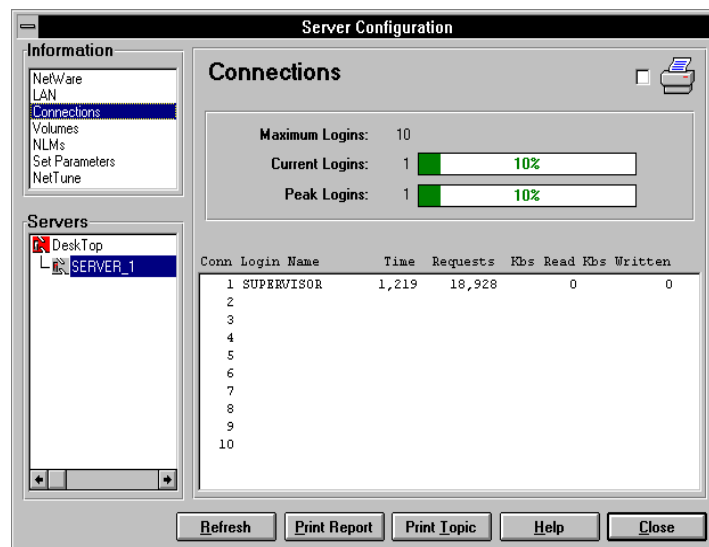 Server Configuration
Information
NetWare
LAN
Connections
Volumes
NLMs
Set Parameters
NetTune
Servers
DeskTop
SERVER_1
Connections
Maximum Logins: 10
Current Logins: 1 10%
Peak Logins: 1 10%
Conn Login Name Time Requests Kbs Read Kbs Written
1 SUPERVISOR 1,219 18,928 0 0
2
3
4
5
6
7
8
9
10
Refresh Print Report Print Topic Help Close